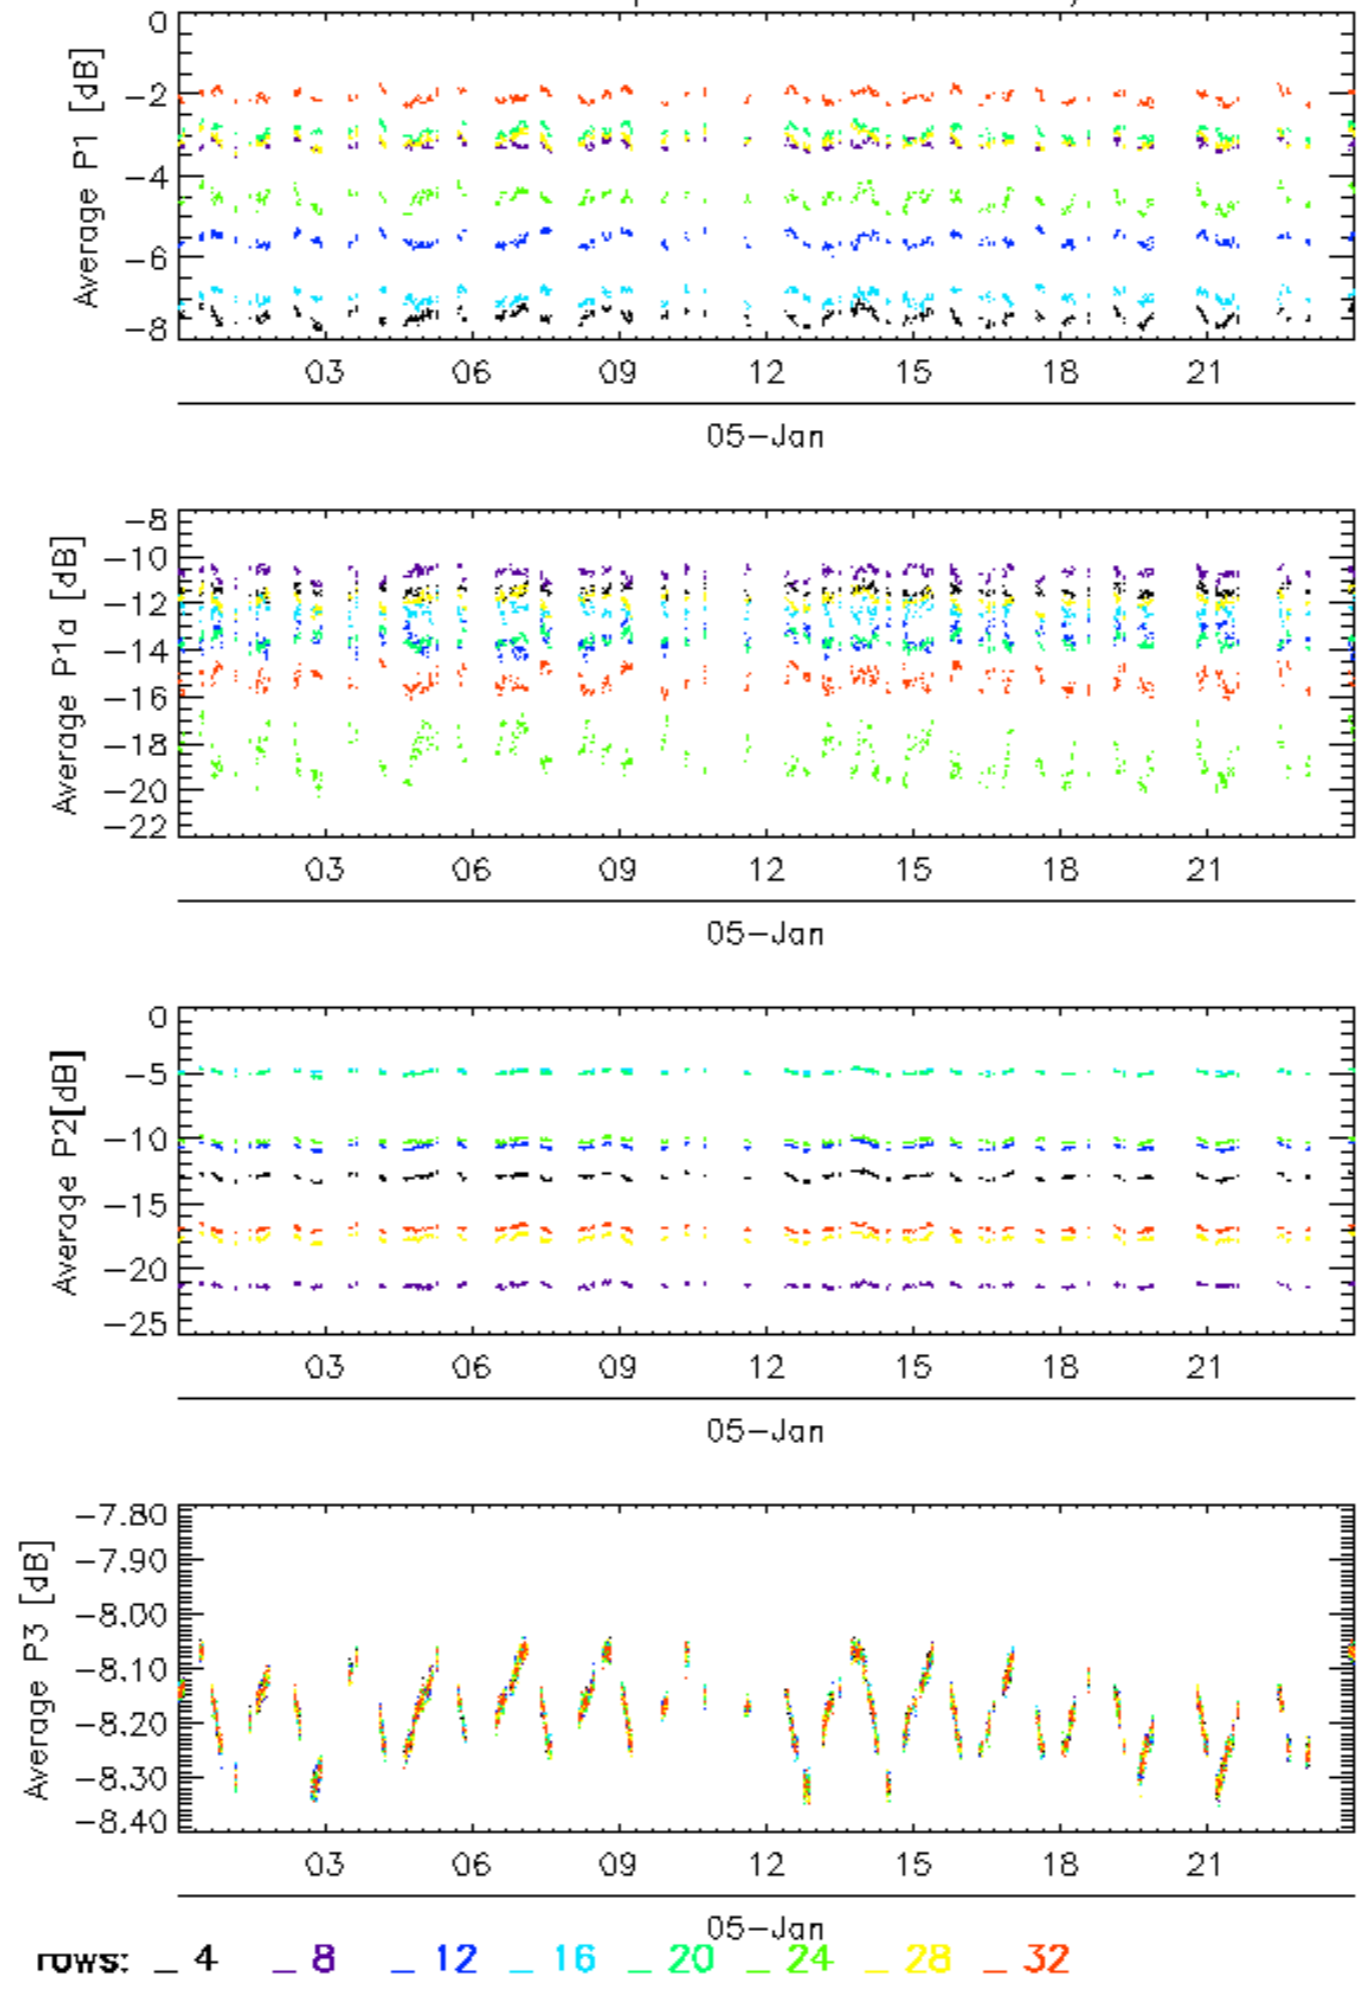 0
-2
-4
-6
-8
Average P1 [dB]
03 06 09 12 15 18 21
05-Jan
-8
-10
-12
-14
-16
-18
-20
-22
Average P1a [dB]
03 06 09 12 15 18 21
05-Jan
0
-5
-10
-15
-20
-25
Average P2[dB]
03 06 09 12 15 18 21
05-Jan
-7.80
-7.90
-8.00
-8.10
-8.20
-8.30
-8.40
Average P3 [dB]
03 06 09 12 15 18 21
05-Jan
rows: _ 4 _ 8 _ 12 _ 16 _ 20 _ 24 _ 28 _ 32